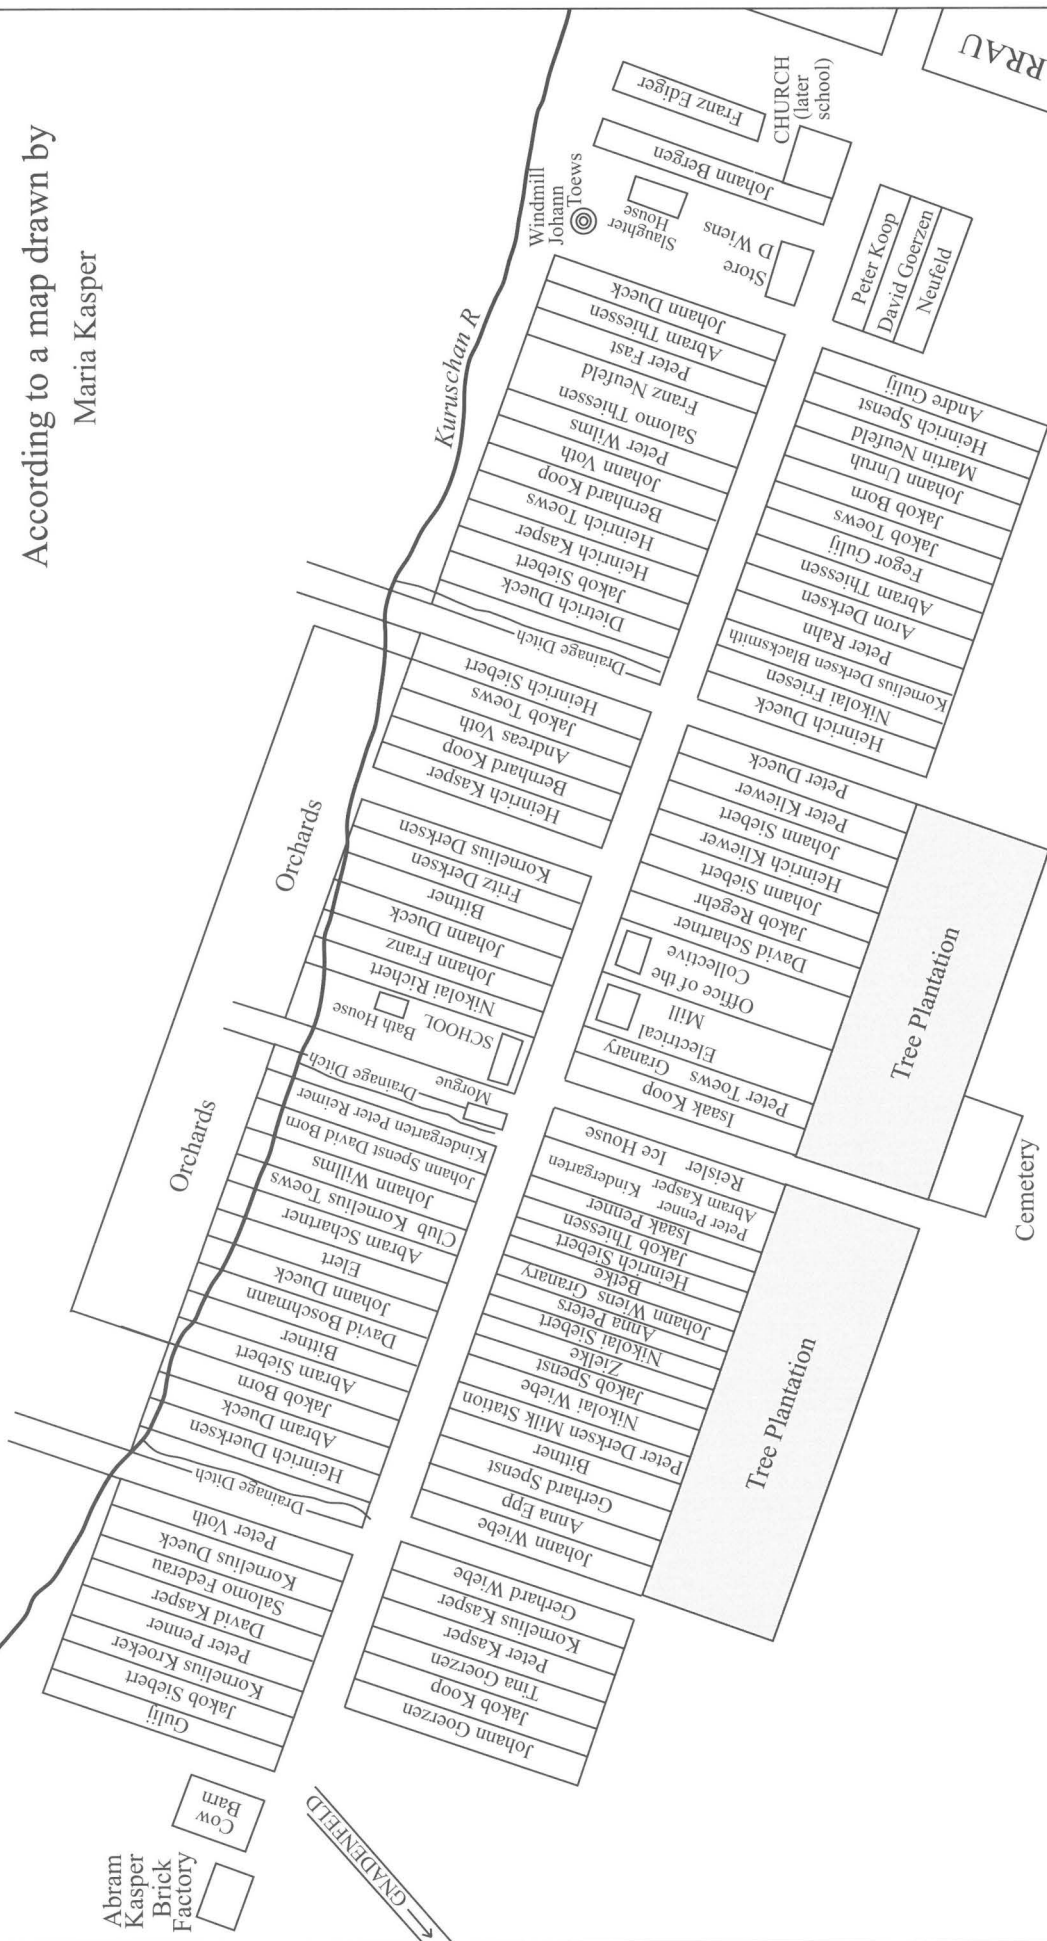 According to a map drawn by
Maria Kasper
RRAU
CHURCH
(later
school)
Franz Ediger
Johann Bergen
Windmill
Johann
Toews
Slaughter
House
Store
D Wiens
Peter Koop
David Goerzen
Neufeld
Kuruschan R
Johann Dueck
Abram Thiessen
Peter Fast
Franz Neufeld
Salomo Thiessen
Peter Wilms
Johann Voth
Bernhard Koop
Heinrich Toews
Heinrich Kasper
Jakob Siebert
Dietrich Dueck
Drainage Ditch
Andre Gulij
Heinrich Spenst
Martin Neufeld
Johann Unruh
Jakob Born
Jakob Toews
Fegor Gulij
Abram Thiessen
Aron Derksen
Peter Rahn
Kornelius Derksen Blacksmith
Nikolai Friesen
Heinrich Dueck
Orchards
Heinrich Siebert
Jakob Toews
Andreas Voth
Bernhard Koop
Heinrich Kasper
Kornelius Derksen
Fritz Derksen
Bittner
Johann Dueck
Johann Franz
Nikolai Richert
Bath House
SCHOOL
Morgue
Drainage Ditch
Peter Dueck
Peter Kliewer
Johann Siebert
Heinrich Kliewer
Johann Siebert
Jakob Regehr
David Schartner
Office of the
Collective
Electrical
Mill
Peter Toews Granary
Isaak Koop
Tree Plantation
Cemetery
Orchards
Kindergarten Peter Reimer
Johann Spenst David Born
Johann Willms
Club Kornelius Toews
Abram Schartner
Elert
Johann Dueck
David Boschmann
Bittner
Abram Siebert
Jakob Born
Abram Dueck
Heinrich Duerksen
Drainage Ditch
Reisler Ice House
Abram Kasper
Peter Penner Kindergarten
Isaak Penner
Jakob Thiessen
Heinrich Siebert
Betke
Johann Wiens Granary
Anna Peters
Nikolai Siebert
Zielke
Jakob Spenst
Nikolai Wiebe
Peter Derksen Milk Station
Bittner
Gerhard Spenst
Anna Epp
Johann Wiebe
Tree Plantation
Peter Voth
Kornelius Dueck
Salomo Federau
David Kasper
Peter Penner
Kornelius Kroeker
Jakob Siebert
Gulij
Gerhard Wiebe
Kornelius Kasper
Peter Kasper
Tina Goerzen
Jakob Koop
Johann Goerzen
Cow
Barn
Abram
Kasper
Brick
Factory
GNADENFELD